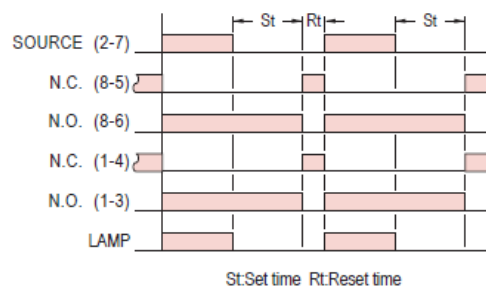 St Rt St
SOURCE (2-7)
N.C. (8-5)
N.O. (8-6)
N.C. (1-4)
N.O. (1-3)
LAMP
St:Set time Rt:Reset time